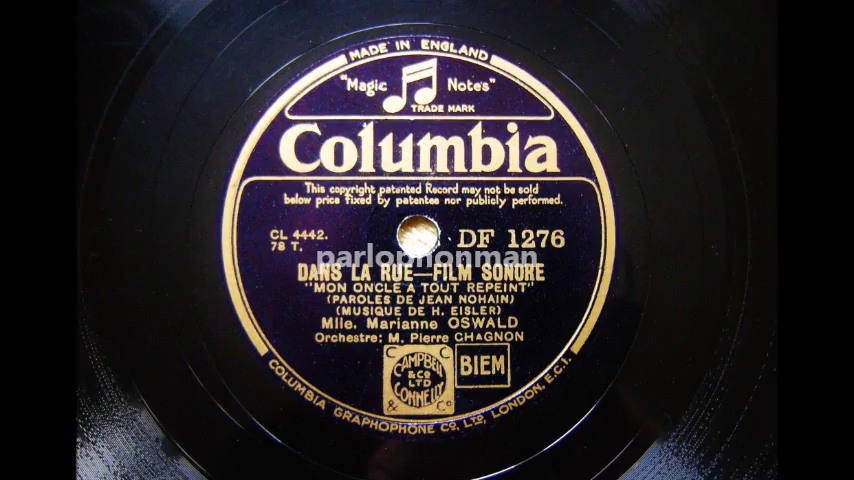 MADE IN ENGLAND
"Magic Notes"
TRADE MARK
Columbia
This copyright patented Record may not be sold
below price fixed by patentee nor publicly performed.
CL 4442.
78 T.
DF 1276
parlophonman
DANS LA RUE—FILM SONORE
"MON ONCLE A TOUT REPEINT"
(PAROLES DE JEAN NOHAIN)
(MUSIQUE DE H. EISLER)
Mlle. Marianne OSWALD
Orchestre: M. Pierre CHAGNON
C C
CAMPBELL
& CO
LTD
CONNELLY
& Co
BIEM
COLUMBIA GRAPHOPHONE CO. LTD, LONDON, E.C.1.